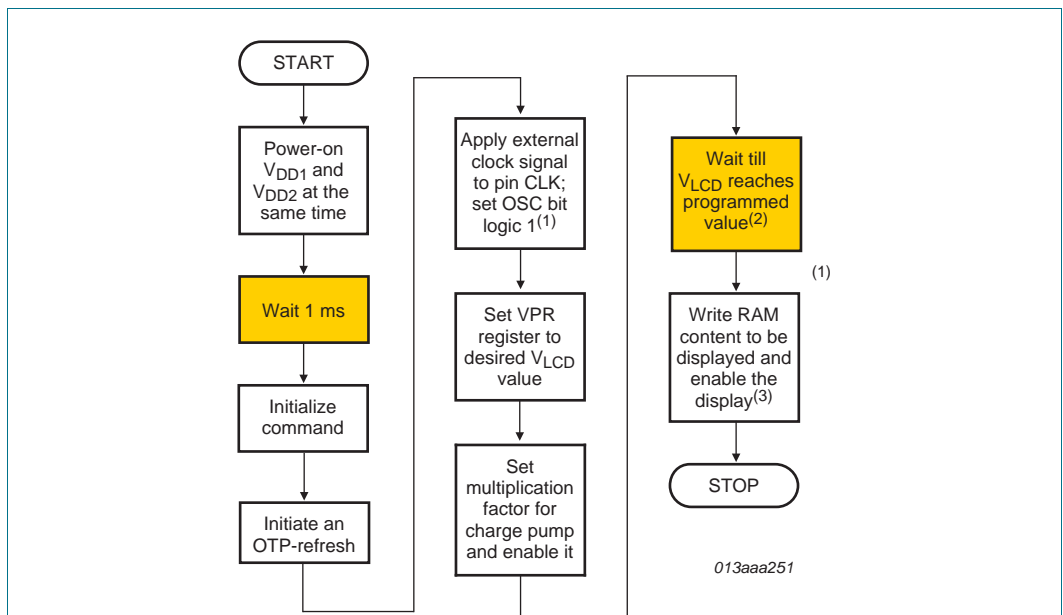 START
Power-on
VDD1 and
VDD2 at the
same time
Wait 1 ms
Initialize
command
Initiate an
OTP-refresh
Apply external
clock signal
to pin CLK;
set OSC bit
logic 1(1)
Set VPR
register to
desired VLCD
value
Set
multiplication
factor for
charge pump
and enable it
Wait till
VLCD reaches
programmed
value(2)
(1)
Write RAM
content to be
displayed and
enable the
display(3)
STOP
013aaa251